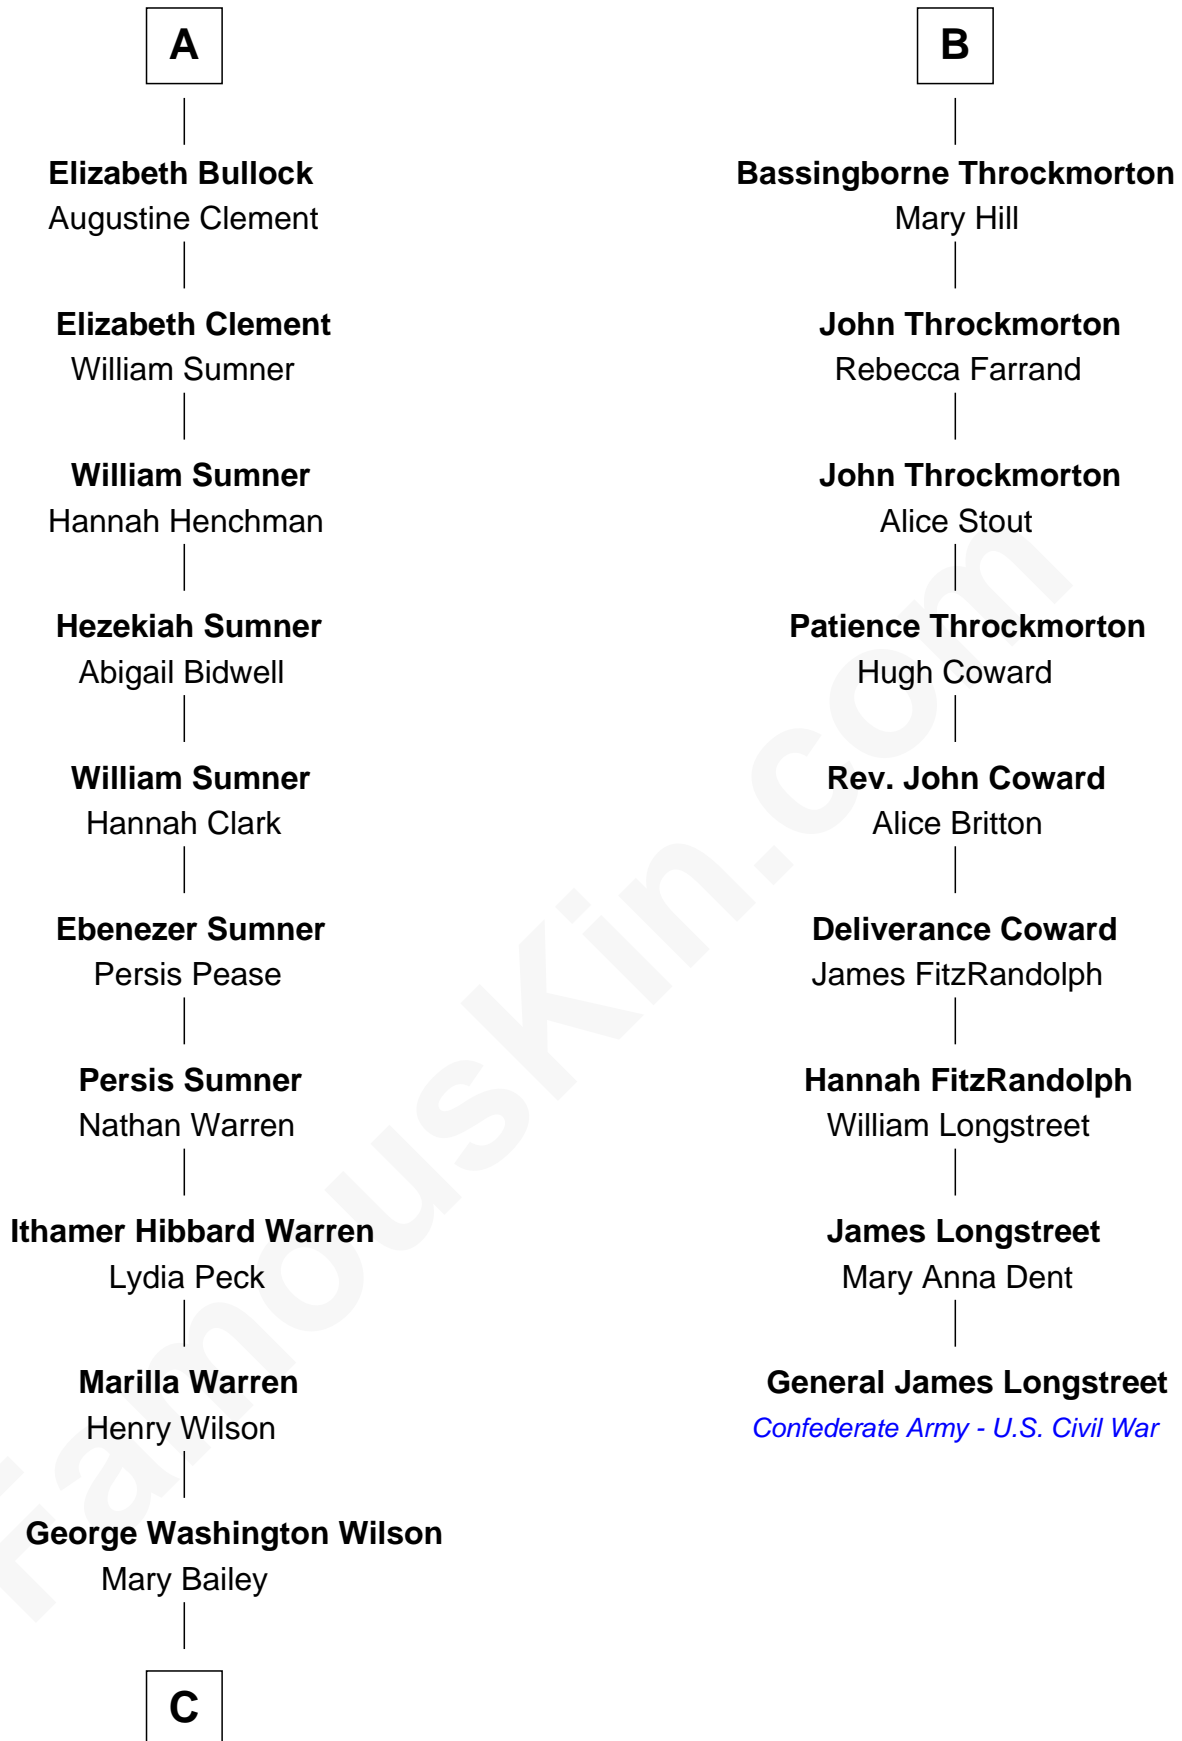 A
Elizabeth Bullock
Augustine Clement
Elizabeth Clement
William Sumner
William Sumner
Hannah Henchman
Hezekiah Sumner
Abigail Bidwell
William Sumner
Hannah Clark
Ebenezer Sumner
Persis Pease
Persis Sumner
Nathan Warren
Ithamer Hibbard Warren
Lydia Peck
Marilla Warren
Henry Wilson
George Washington Wilson
Mary Bailey
C
B
Bassingborne Throckmorton
Mary Hill
John Throckmorton
Rebecca Farrand
John Throckmorton
Alice Stout
Patience Throckmorton
Hugh Coward
Rev. John Coward
Alice Britton
Deliverance Coward
James FitzRandolph
Hannah FitzRandolph
William Longstreet
James Longstreet
Mary Anna Dent
General James Longstreet
Confederate Army - U.S. Civil War
FamousKin.com